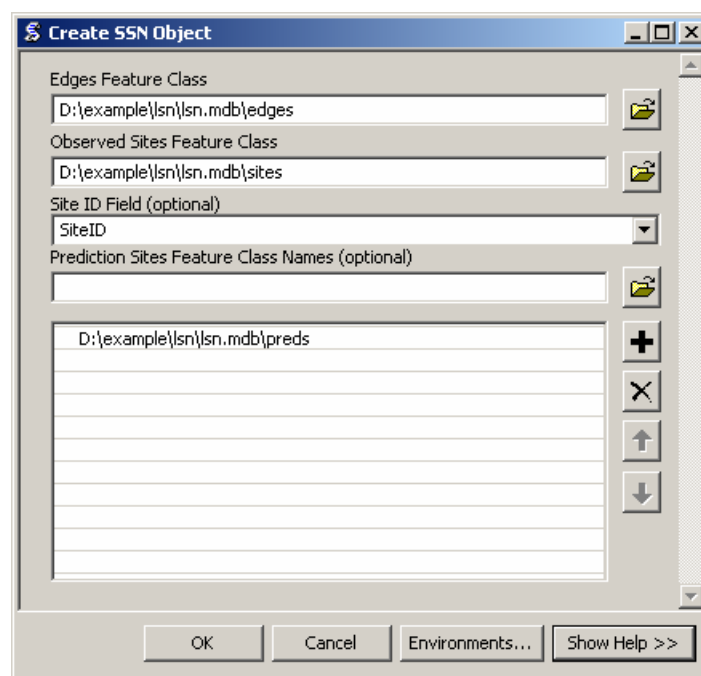 Create SSN Object
Edges Feature Class
D:\example\lsn\lsn.mdb\edges
Observed Sites Feature Class
D:\example\lsn\lsn.mdb\sites
Site ID Field (optional)
SiteID
Prediction Sites Feature Class Names (optional)
D:\example\lsn\lsn.mdb\preds
OK Cancel Environments... Show Help >>